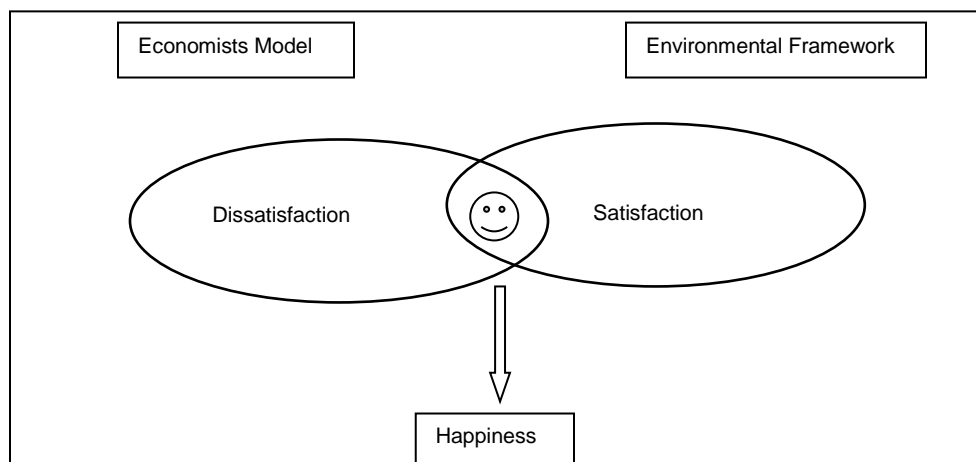 Economists Model
Environmental Framework
Dissatisfaction
Satisfaction
Happiness